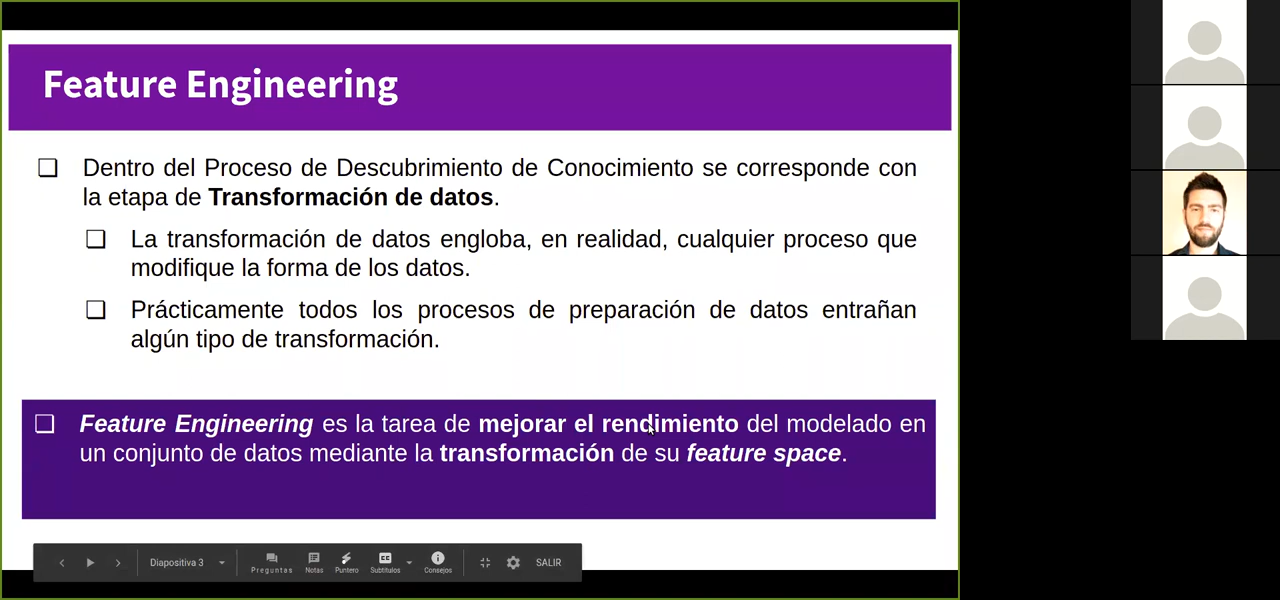 Feature Engineering
Dentro del Proceso de Descubrimiento de Conocimiento se corresponde con
la etapa de Transformación de datos.
La transformación de datos engloba, en realidad, cualquier proceso que
modifique la forma de los datos.
Prácticamente todos los procesos de preparación de datos entrañan
algún tipo de transformación.
Feature Engineering es la tarea de mejorar el rendimiento del modelado en
un conjunto de datos mediante la transformación de su feature space.
Diapositiva 3
Preguntas
Notas
Puntero
CC
Subtítulos
Consejos
SALIR